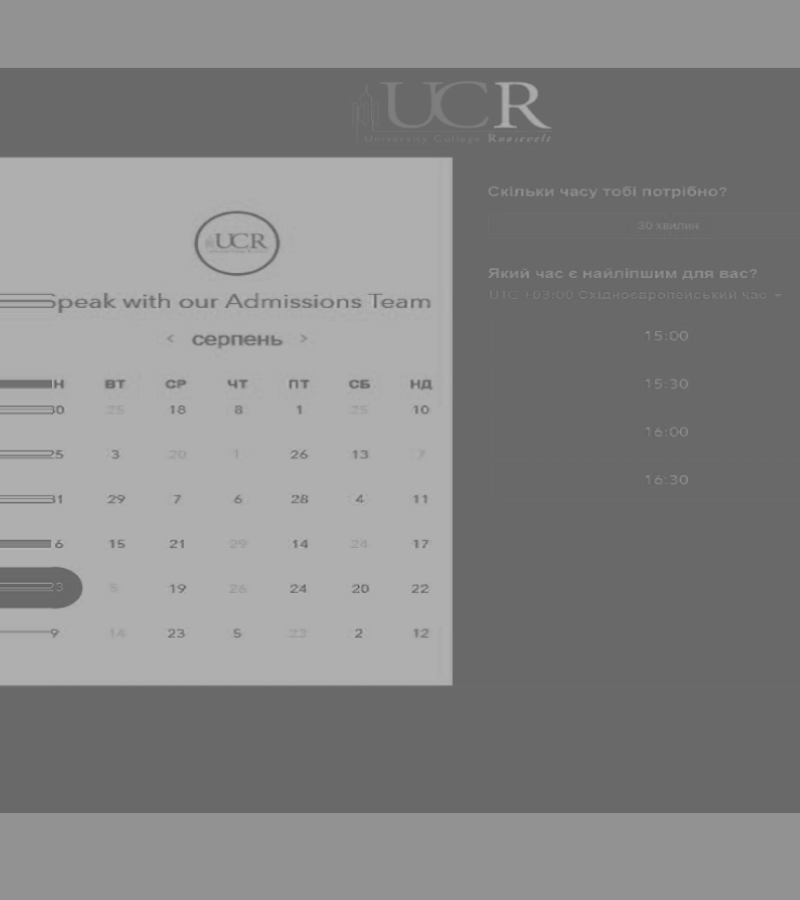 UCR
University College Roosevelt
UCR
Speak with our Admissions Team
< серпень >
Н ВТ СР ЧТ ПТ СБ НД
25 18 8 1 25 10
25 3 20 1 26 13 7
29 7 6 28 4 11
6 15 21 29 14 24 17
5 19 26 24 20 22
9 14 23 5 23 2 12
Скільки часу тобі потрібно?
30 хвилин
Який час є найліпшим для вас?
UTC +03:00 Східноєвропейський час
15:00
15:30
16:00
16:30